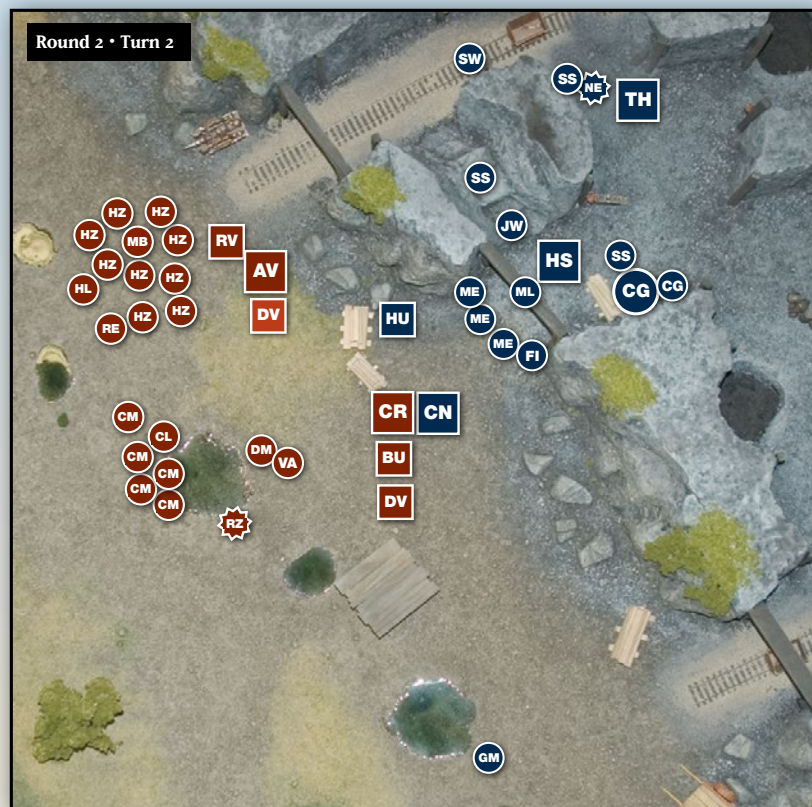 Round 2 • Turn 2
SW
SS
NE
TH
SS
HZ
HZ
HZ
MB
HZ
RV
JW
HZ
HZ
HZ
AV
HS
SS
HL
ME
ML
CG
CG
RE
HZ
HZ
DV
HU
ME
ME
FI
CM
CL
CR
CN
CM
CM
DM
VA
BU
CM
CM
RZ
DV
GM